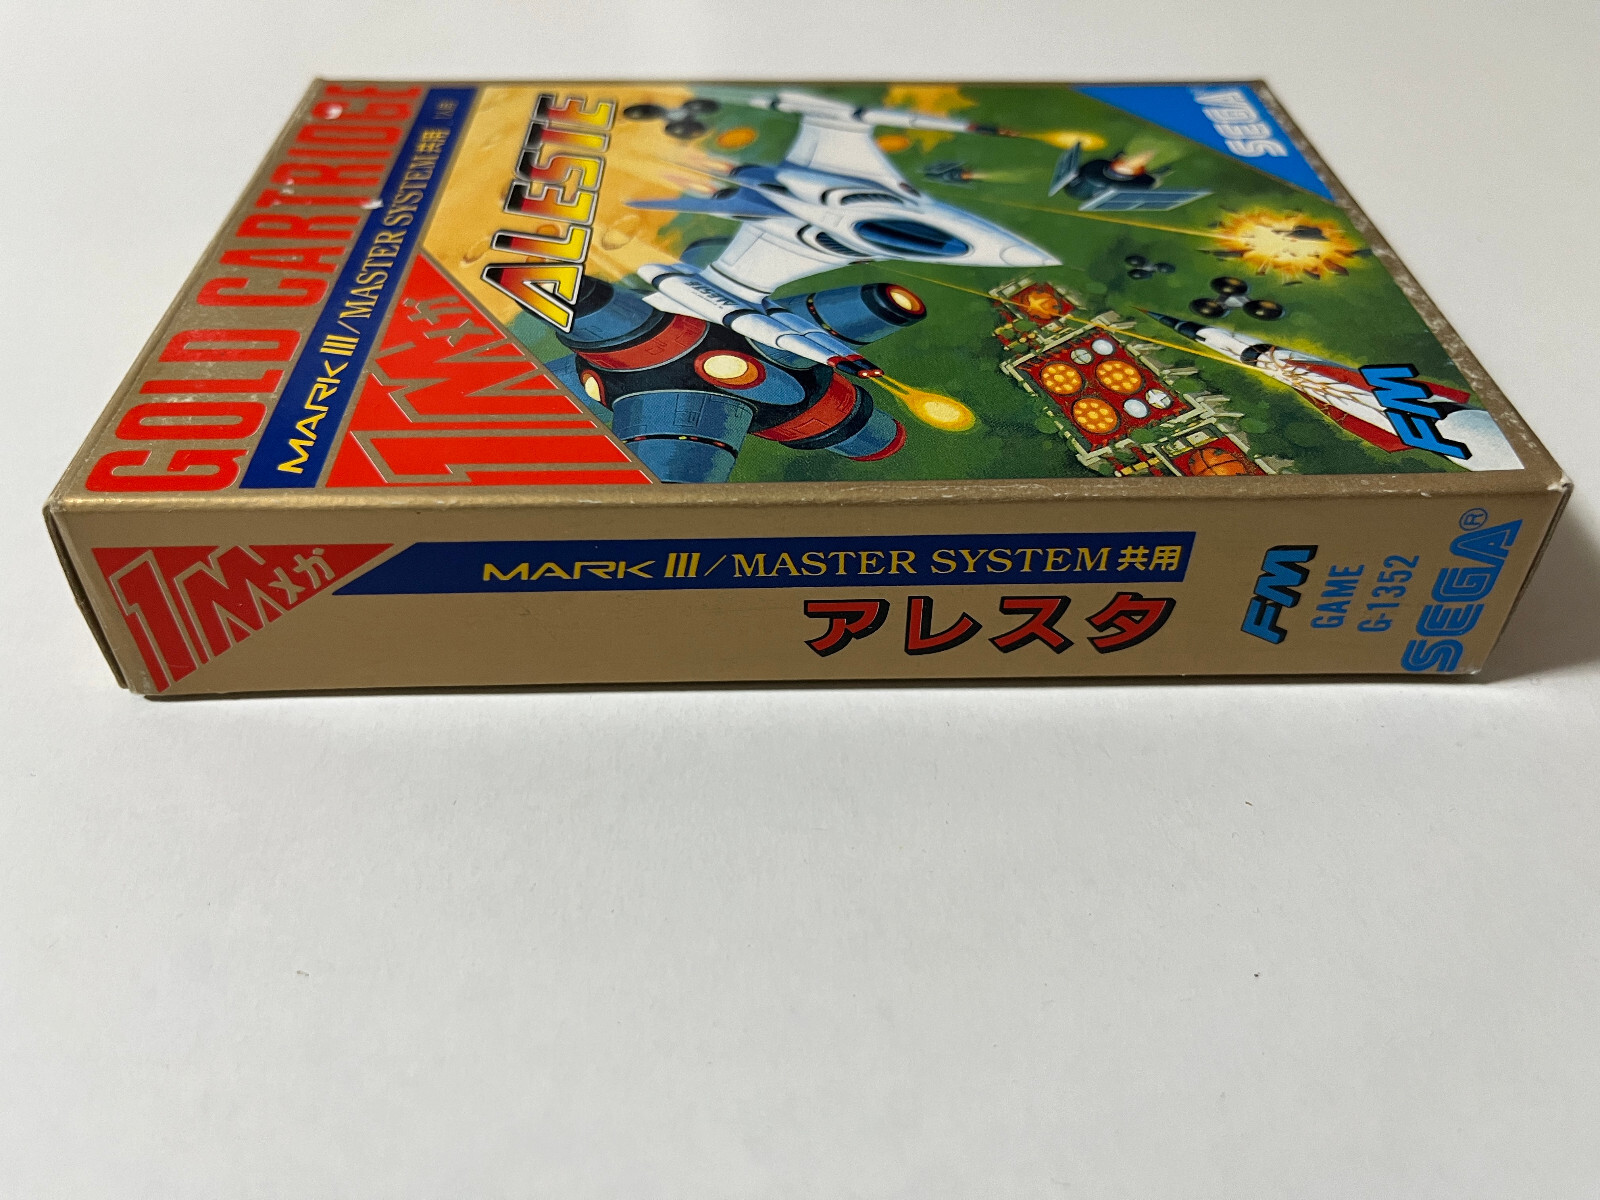 GOLD CARTRIDGE
MARK III/MASTER SYSTEM共用
1Mメガ
ALESTE
SEGA
ALESTE
FM
1Mメガ
MARK III/MASTER SYSTEM共用
アレスタ
FM
GAME
G-1352
SEGA®